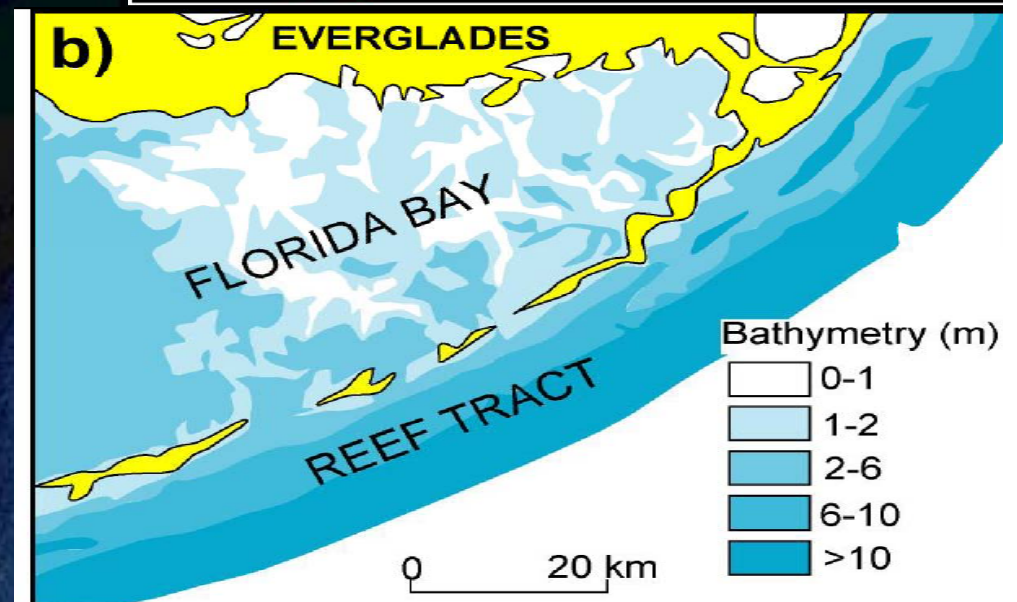 b)
EVERGLADES
FLORIDA BAY
REEF TRACT
Bathymetry (m)
0-1
1-2
2-6
6-10
>10
0 20 km